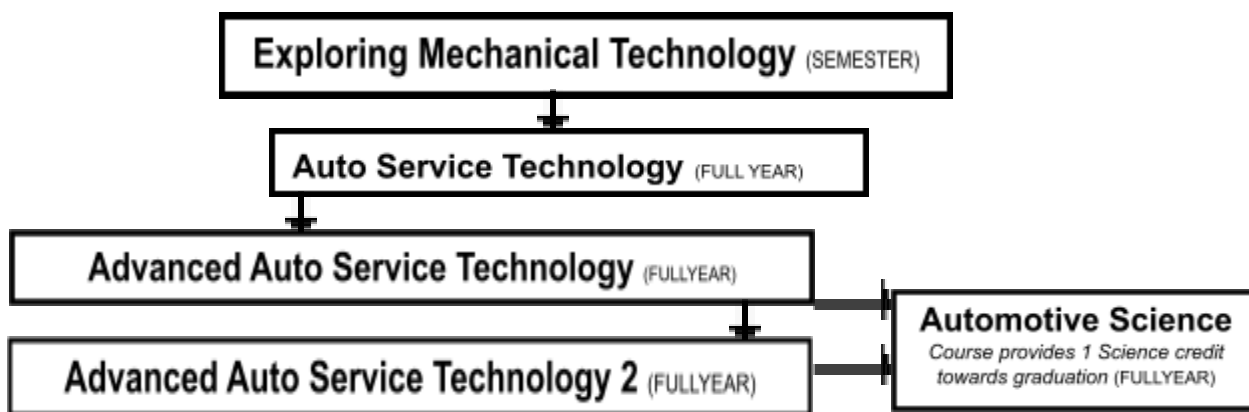 Exploring Mechanical Technology (SEMESTER)
Auto Service Technology (FULL YEAR)
Advanced Auto Service Technology (FULLYEAR)
Advanced Auto Service Technology 2 (FULLYEAR)
Automotive Science
Course provides 1 Science credit
towards graduation (FULLYEAR)